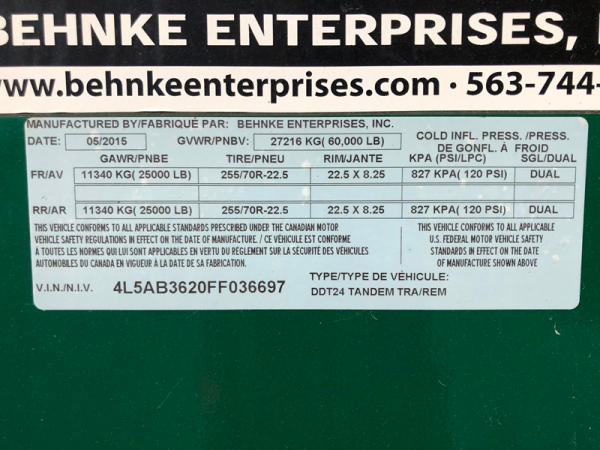 BEHNKE ENTERPRISES,
www.behnkeenterprises.com · 563-744-
MANUFACTURED BY/FABRIQUÉ PAR: BEHNKE ENTERPRISES, INC.
DATE: 05/2015 GVWR/PNBV: 27216 KG( 60,000 LB) COLD INFL. PRESS. /PRESS. DE GONFL. À FROID
GAWR/PNBE TIRE/PNEU RIM/JANTE KPA (PSI/LPC) SGL/DUAL
FR/AV 11340 KG( 25000 LB) 255/70R-22.5 22.5 X 8.25 827 KPA( 120 PSI) DUAL
RR/AR 11340 KG( 25000 LB) 255/70R-22.5 22.5 X 8.25 827 KPA( 120 PSI) DUAL
THIS VEHICLE CONFORMS TO ALL APPLICABLE STANDARDS PRESCRIBED UNDER THE CANADIAN MOTOR
VEHICLE SAFETY REGULATIONS IN EFFECT ON THE DATE OF MANUFACTURE. / CE VÉHICULE EST CONFORME
À TOUTES LES NORMES QUI LUI SONT APPLICABLES EN VERTU DU RÈGLEMENT SUR LA SÉCURITÉ DES VÉHICULES
AUTOMOBILES DU CANADA EN VIGUEUR À LA DATE DE SA FABRICATION.
THIS VEHICLE CONFORMS TO ALL APPLICABLE
U.S. FEDERAL MOTOR VEHICLE SAFETY
STANDARDS IN EFFECT ON THE DATE
OF MANUFACTURE SHOWN ABOVE.
V.I.N./N.I.V. 4L5AB3620FF036697
TYPE/TYPE DE VÉHICULE:
DDT24 TANDEM TRA/REM